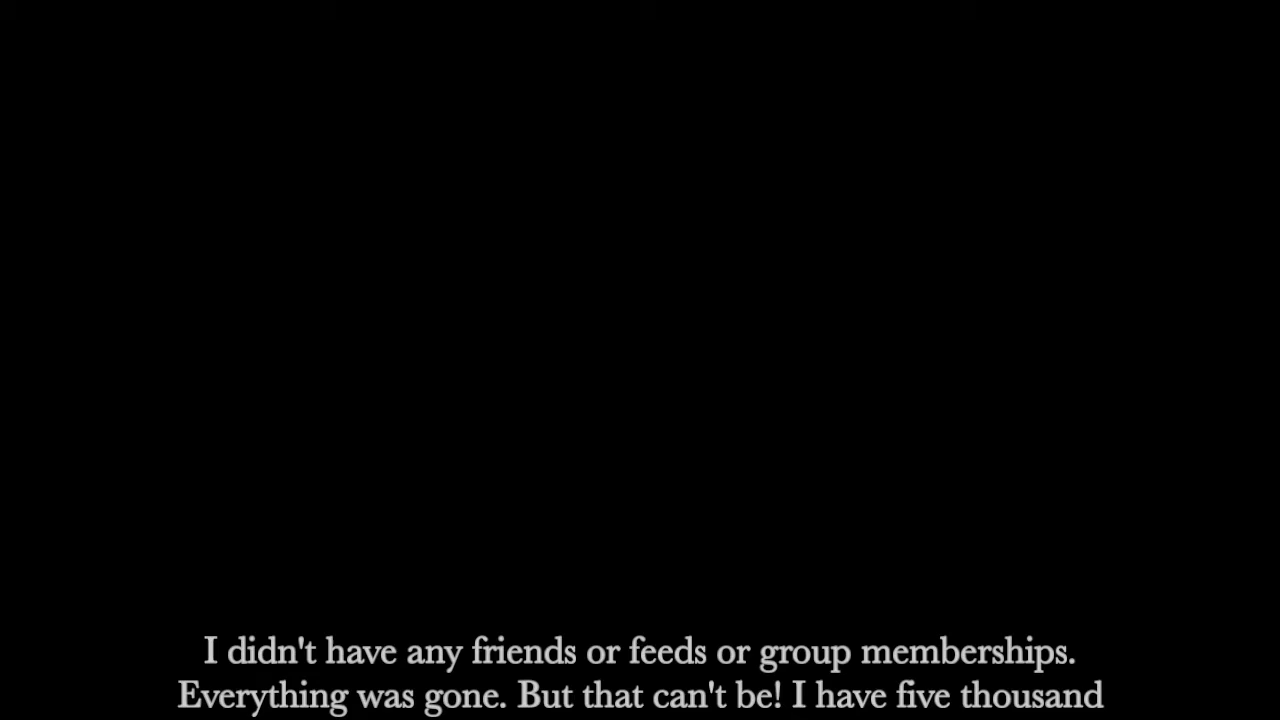 I didn't have any friends or feeds or group memberships.
Everything was gone. But that can't be! I have five thousand